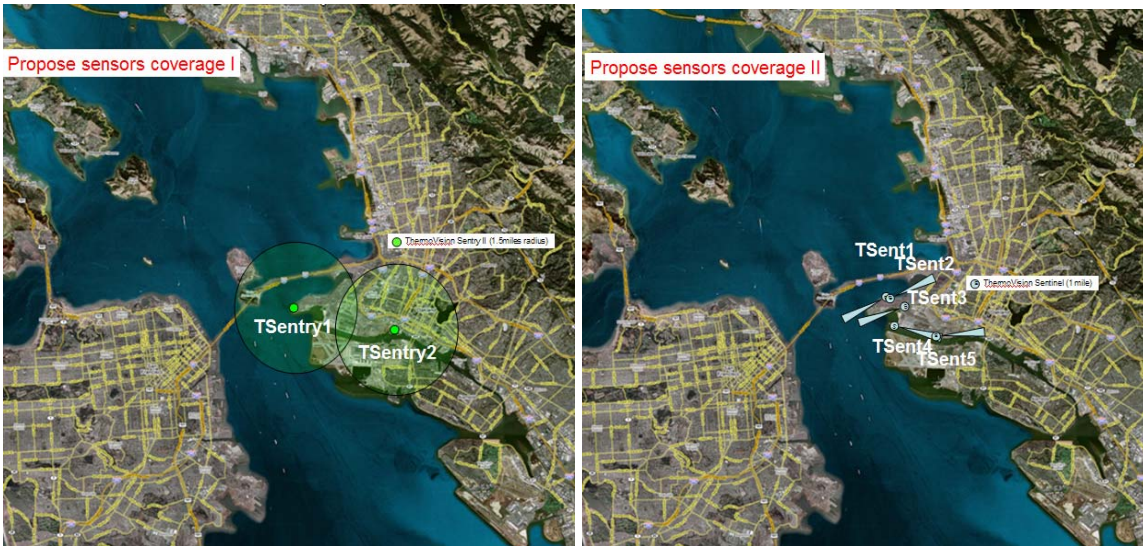 Propose sensors coverage I
ThermoVision Sentry II (1.5miles radius)
TSentry1
TSentry2
Propose sensors coverage II
TSent1
TSent2
ThermoVision Sentinel (1 mile)
TSent3
TSent4
TSent5